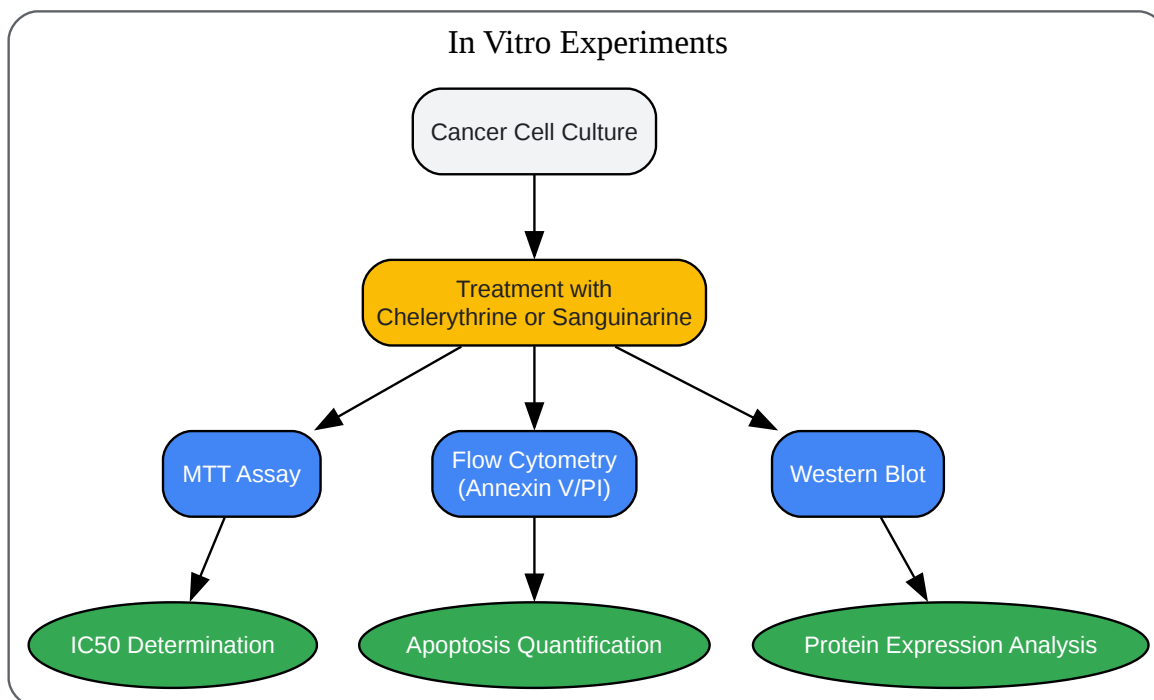 In Vitro Experiments
Cancer Cell Culture
Treatment with
Chelerythrine or Sanguinarine
MTT Assay
Flow Cytometry
(Annexin V/PI)
Western Blot
IC50 Determination
Apoptosis Quantification
Protein Expression Analysis